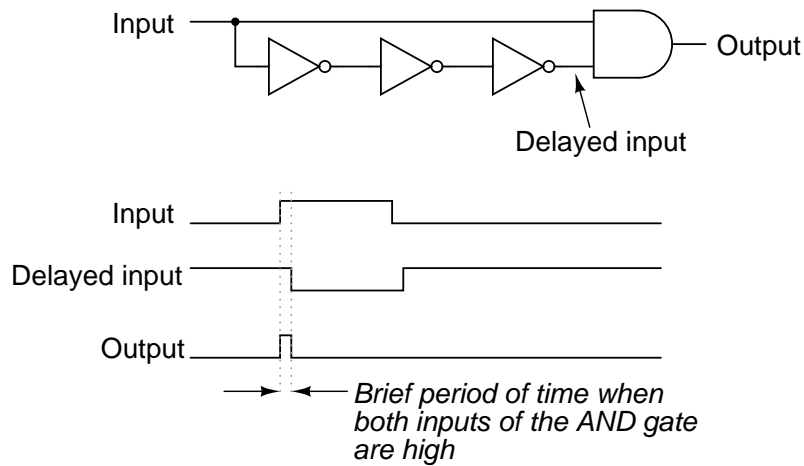 Input
Output
Delayed input
Input
Delayed input
Output
Brief period of time when
both inputs of the AND gate
are high